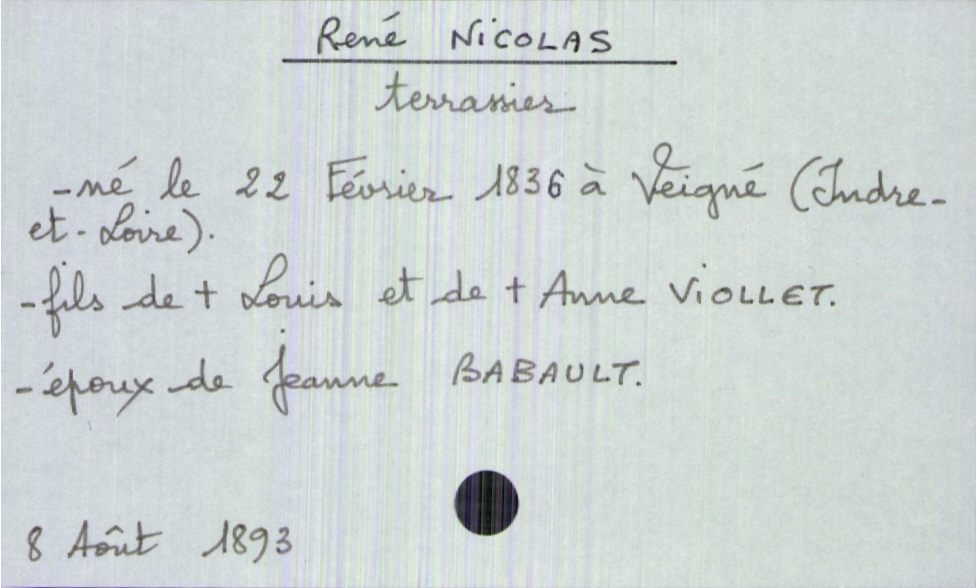 René NICOLAS
terrassier
- né le 22 Février 1836 à Veigné (Indre-
et-Loire).
- fils de + Louis et de + Anne VIOLLET.
- époux de Jeanne BABAULT.
8 Août 1893